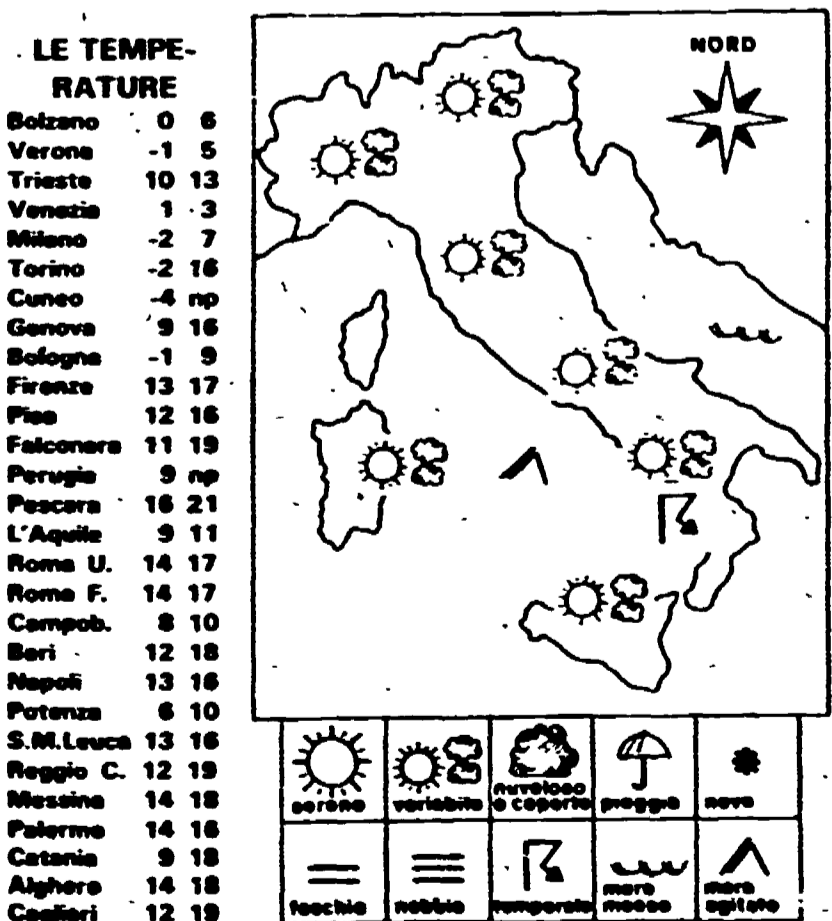 LE TEMPE-
RATURE
Bolzano 0 6
Verona -1 5
Trieste 10 13
Venezia 1 3
Milano -2 7
Torino -2 16
Cuneo -4 np
Genova 9 16
Bologna -1 9
Firenze 13 17
Pisa 12 16
Falconara 11 19
Perugia 9 np
Pescara 16 21
L'Aquila 9 11
Roma U. 14 17
Roma F. 14 17
Campob. 8 10
Bari 12 18
Napoli 13 16
Potenza 6 10
S.M.Leuca 13 16
Reggio C. 12 19
Messina 14 18
Palermo 14 16
Catania 9 18
Alghero 14 18
Cagliari 12 19
NORD
sereno
variabile
nuvoloso
o coperto
pioggia
neve
foschia
nebbia
temporale
mare
mosso
mare
agitato